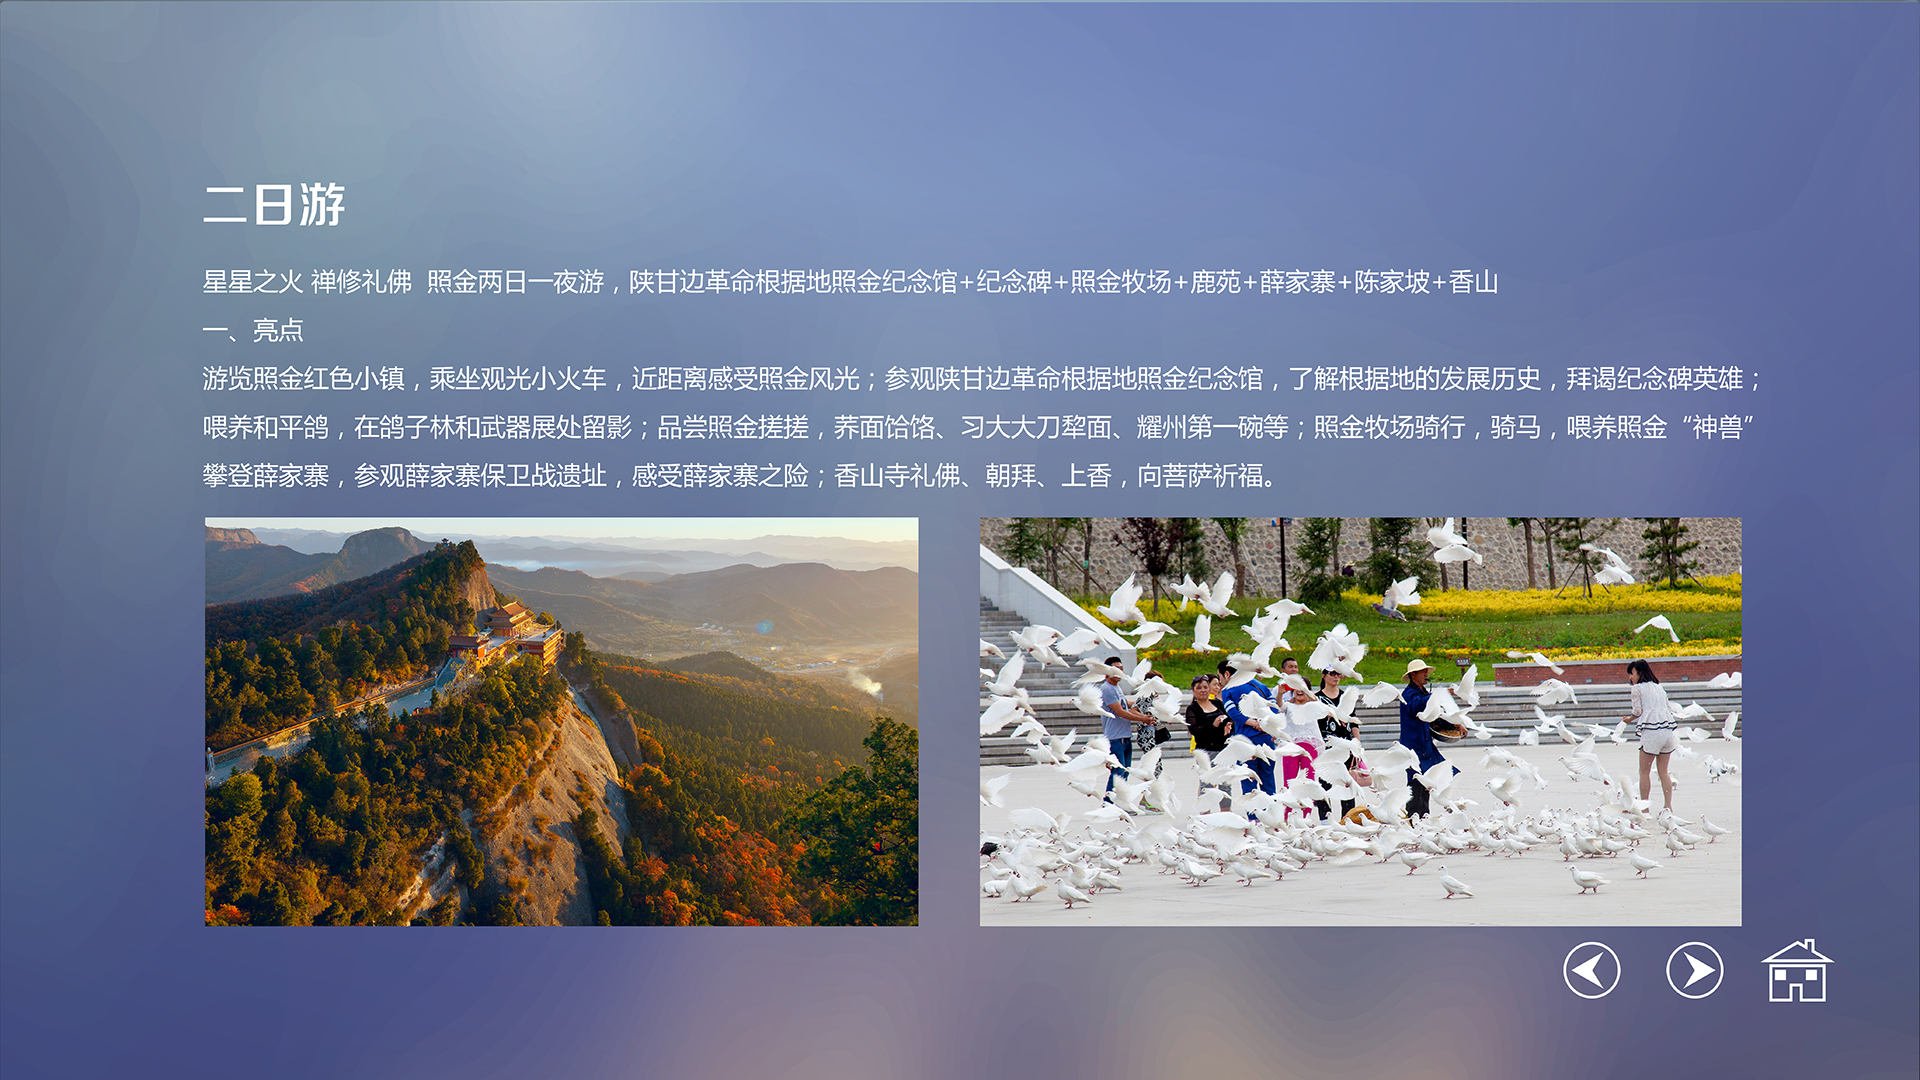 二日游
星星之火 禅修礼佛 照金两日一夜游，陕甘边革命根据地照金纪念馆+纪念碑+照金牧场+鹿苑+薛家寨+陈家坡+香山
一、亮点
游览照金红色小镇，乘坐观光小火车，近距离感受照金风光；参观陕甘边革命根据地照金纪念馆，了解根据地的发展历史，拜谒纪念碑英雄；
喂养和平鸽，在鸽子林和武器展处留影；品尝照金搓搓，荞面饸饹、习大大刀犂面、耀州第一碗等；照金牧场骑行，骑马，喂养照金“神兽”
攀登薛家寨，参观薛家寨保卫战遗址，感受薛家寨之险；香山寺礼佛、朝拜、上香，向菩萨祈福。